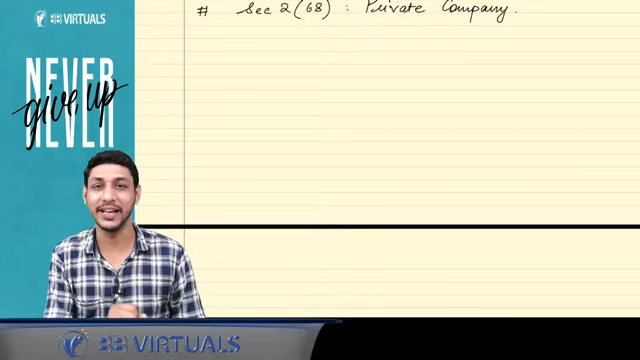 BB VIRTUALS
# Sec 2(68) : Private Company.
NEVER
give up
NEVER
BB VIRTUALS